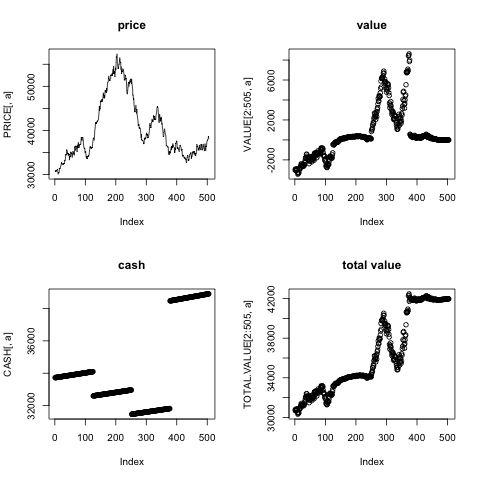 price
PRICE[, a]
30000 40000 50000
0 100 200 300 400 500
Index
value
VALUE[2:505, a]
-2000 2000 6000
0 100 200 300 400 500
Index
cash
CASH[, a]
32000 36000
0 100 200 300 400 500
Index
total value
TOTAL.VALUE[2:505, a]
30000 34000 38000 42000
0 100 200 300 400 500
Index